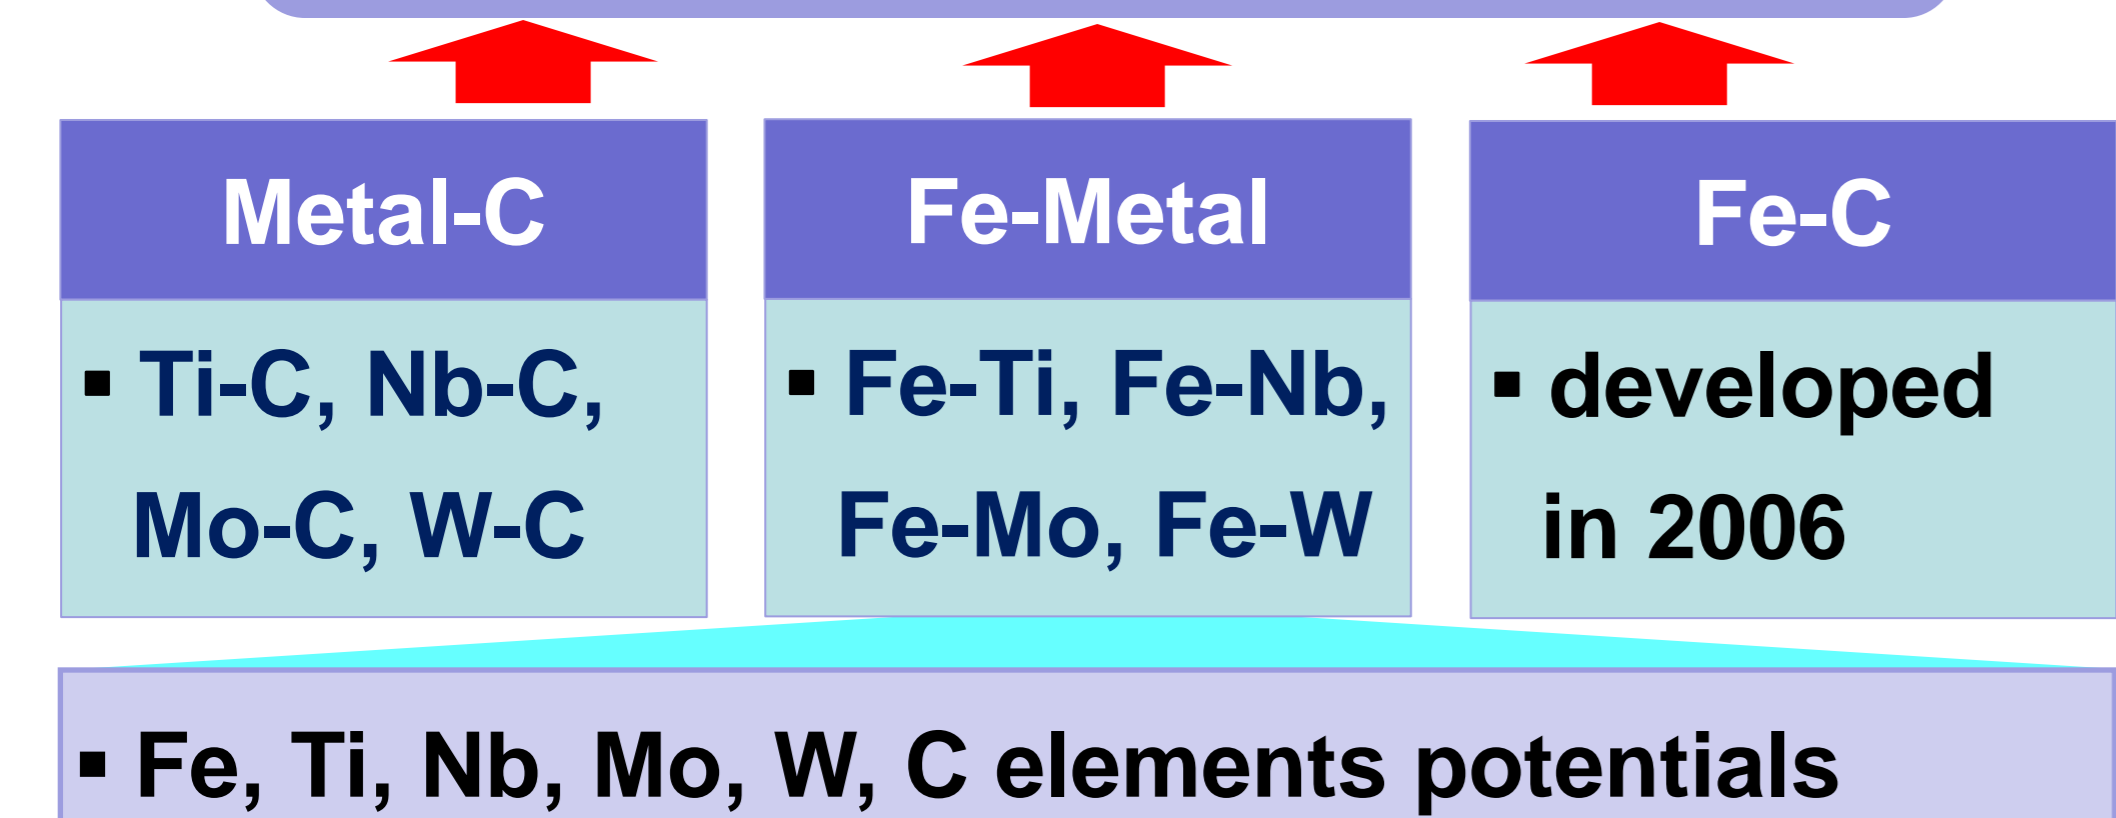 Metal-C
▪ Ti-C, Nb-C,
Mo-C, W-C
Fe-Metal
▪ Fe-Ti, Fe-Nb,
Fe-Mo, Fe-W
Fe-C
▪ developed
in 2006
▪ Fe, Ti, Nb, Mo, W, C elements potentials